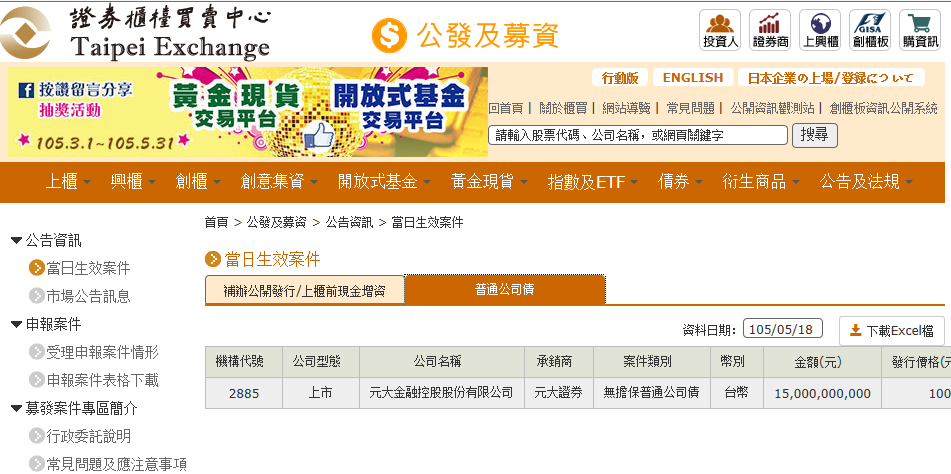 證券櫃檯買賣中心
Taipei Exchange
$ 公發及募資
投資人 證券商 上興櫃 創櫃板 購資訊
GISA
f 按讚留言分享
抽獎活動
105.3.1~105.5.31
黃金現貨
交易平台
開放式基金
交易平台
行動版 ENGLISH 日本企業の上場/登録について
回首頁 | 關於櫃買 | 網站導覽 | 常見問題 | 公開資訊觀測站 | 創櫃板資訊公開系統
請輸入股票代碼、公司名稱，或網頁關鍵字 搜尋
上櫃 興櫃 創櫃 創意集資 開放式基金 黃金現貨 指數及ETF 債券 衍生商品 公告及法規
首頁 > 公發及募資 > 公告資訊 > 當日生效案件
公告資訊
當日生效案件
市場公告訊息
申報案件
受理申報案件情形
申報案件表格下載
募發案件專區簡介
行政委託說明
常見問題及應注意事項
當日生效案件
補辦公開發行/上櫃前現金增資 普通公司債
資料日期： 105/05/18 下載Excel檔
機構代號 公司型態 公司名稱 承銷商 案件類別 幣別 金額(元) 發行價格(元
2885 上市 元大金融控股股份有限公司 元大證券 無擔保普通公司債 台幣 15,000,000,000 100